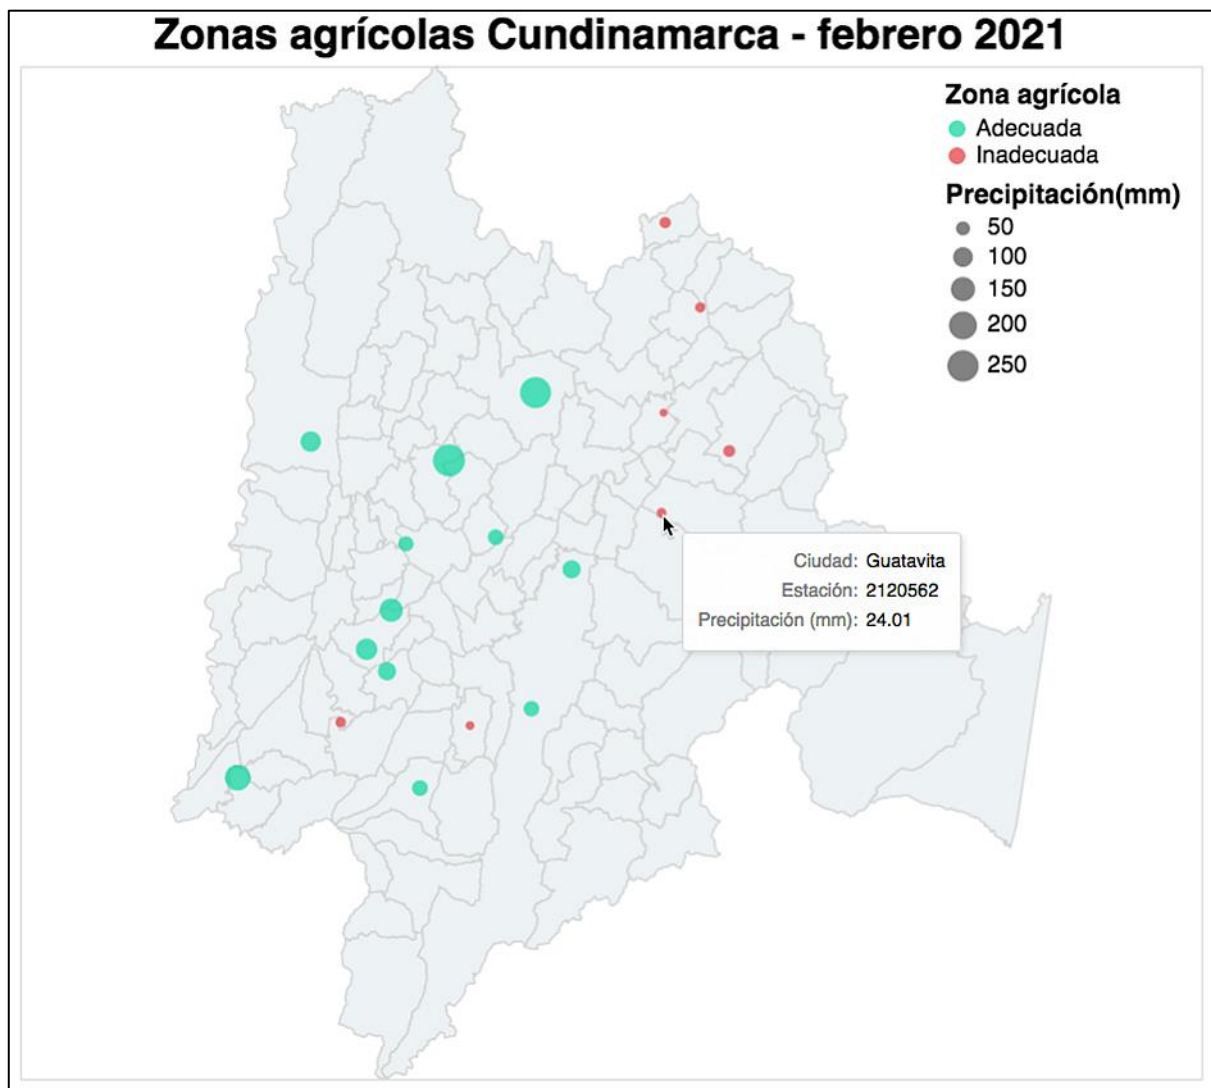 Zonas agrícolas Cundinamarca - febrero 2021
Zona agrícola
Adecuada
Inadecuada
Precipitación(mm)
50
100
150
200
250
Ciudad: Guatavita
Estación: 2120562
Precipitación (mm): 24.01